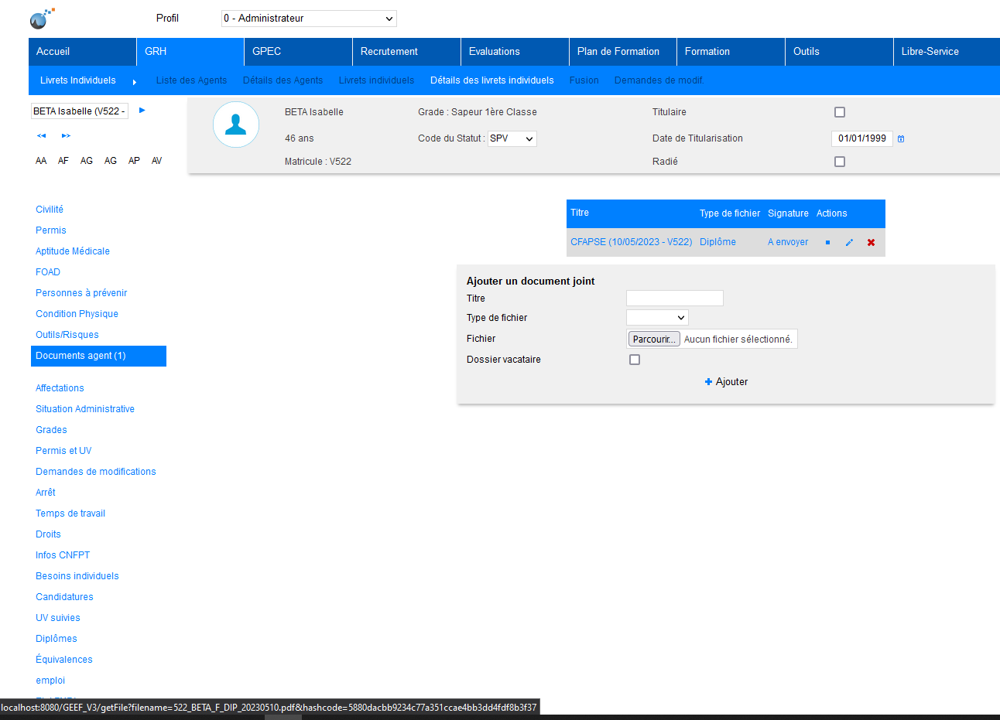 Profil 0 - Administrateur
Accueil GRH GPEC Recrutement Evaluations Plan de Formation Formation Outils Libre-Service
Livrets Individuels Liste des Agents Détails des Agents Livrets individuels Détails des livrets individuels Fusion Demandes de modif.
BETA Isabelle (V522 -
AA AF AG AG AP AV
BETA Isabelle Grade : Sapeur 1ère Classe Titulaire
46 ans Code du Statut : SPV Date de Titularisation 01/01/1999
Matricule : V522 Radié
Civilité
Permis
Aptitude Médicale
FOAD
Personnes à prévenir
Condition Physique
Outils/Risques
Documents agent (1)
Affectations
Situation Administrative
Grades
Permis et UV
Demandes de modifications
Arrêt
Temps de travail
Droits
Infos CNFPT
Besoins individuels
Candidatures
UV suivies
Diplômes
Équivalences
emploi
Titre Type de fichier Signature Actions
CFAPSE (10/05/2023 - V522) Diplôme A envoyer
Ajouter un document joint
Titre
Type de fichier
Fichier Parcourir... Aucun fichier sélectionné.
Dossier vacataire
Ajouter
localhost:8080/GEEF_V3/getFile?filename=522_BETA_F_DIP_20230510.pdf&hashcode=5880dacbb9234c77a351ccae4bb3dd4fdf8b3f37